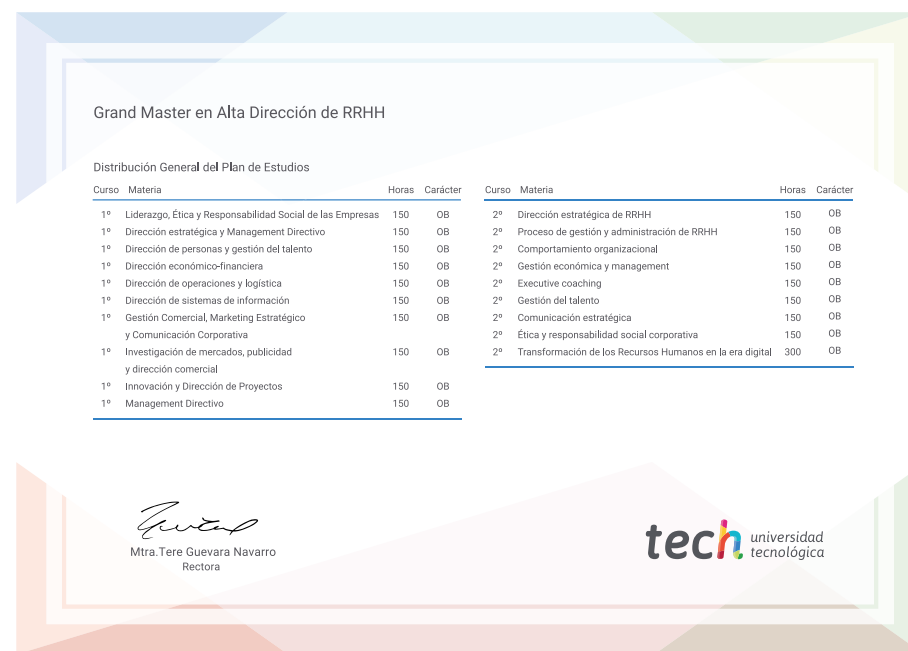 Grand Master en Alta Dirección de RRHH
Distribución General del Plan de Estudios
Curso Materia Horas Carácter
1º Liderazgo, Ética y Responsabilidad Social de las Empresas 150 OB
1º Dirección estratégica y Management Directivo 150 OB
1º Dirección de personas y gestión del talento 150 OB
1º Dirección económico-financiera 150 OB
1º Dirección de operaciones y logística 150 OB
1º Dirección de sistemas de información 150 OB
1º Gestión Comercial, Marketing Estratégico 150 OB
y Comunicación Corporativa
1º Investigación de mercados, publicidad 150 OB
y dirección comercial
1º Innovación y Dirección de Proyectos 150 OB
1º Management Directivo 150 OB
Curso Materia Horas Carácter
2º Dirección estratégica de RRHH 150 OB
2º Proceso de gestión y administración de RRHH 150 OB
2º Comportamiento organizacional 150 OB
2º Gestión económica y management 150 OB
2º Executive coaching 150 OB
2º Gestión del talento 150 OB
2º Comunicación estratégica 150 OB
2º Ética y responsabilidad social corporativa 150 OB
2º Transformación de los Recursos Humanos en la era digital 300 OB
Mtra.Tere Guevara Navarro
Rectora
tech universidad
tecnológica